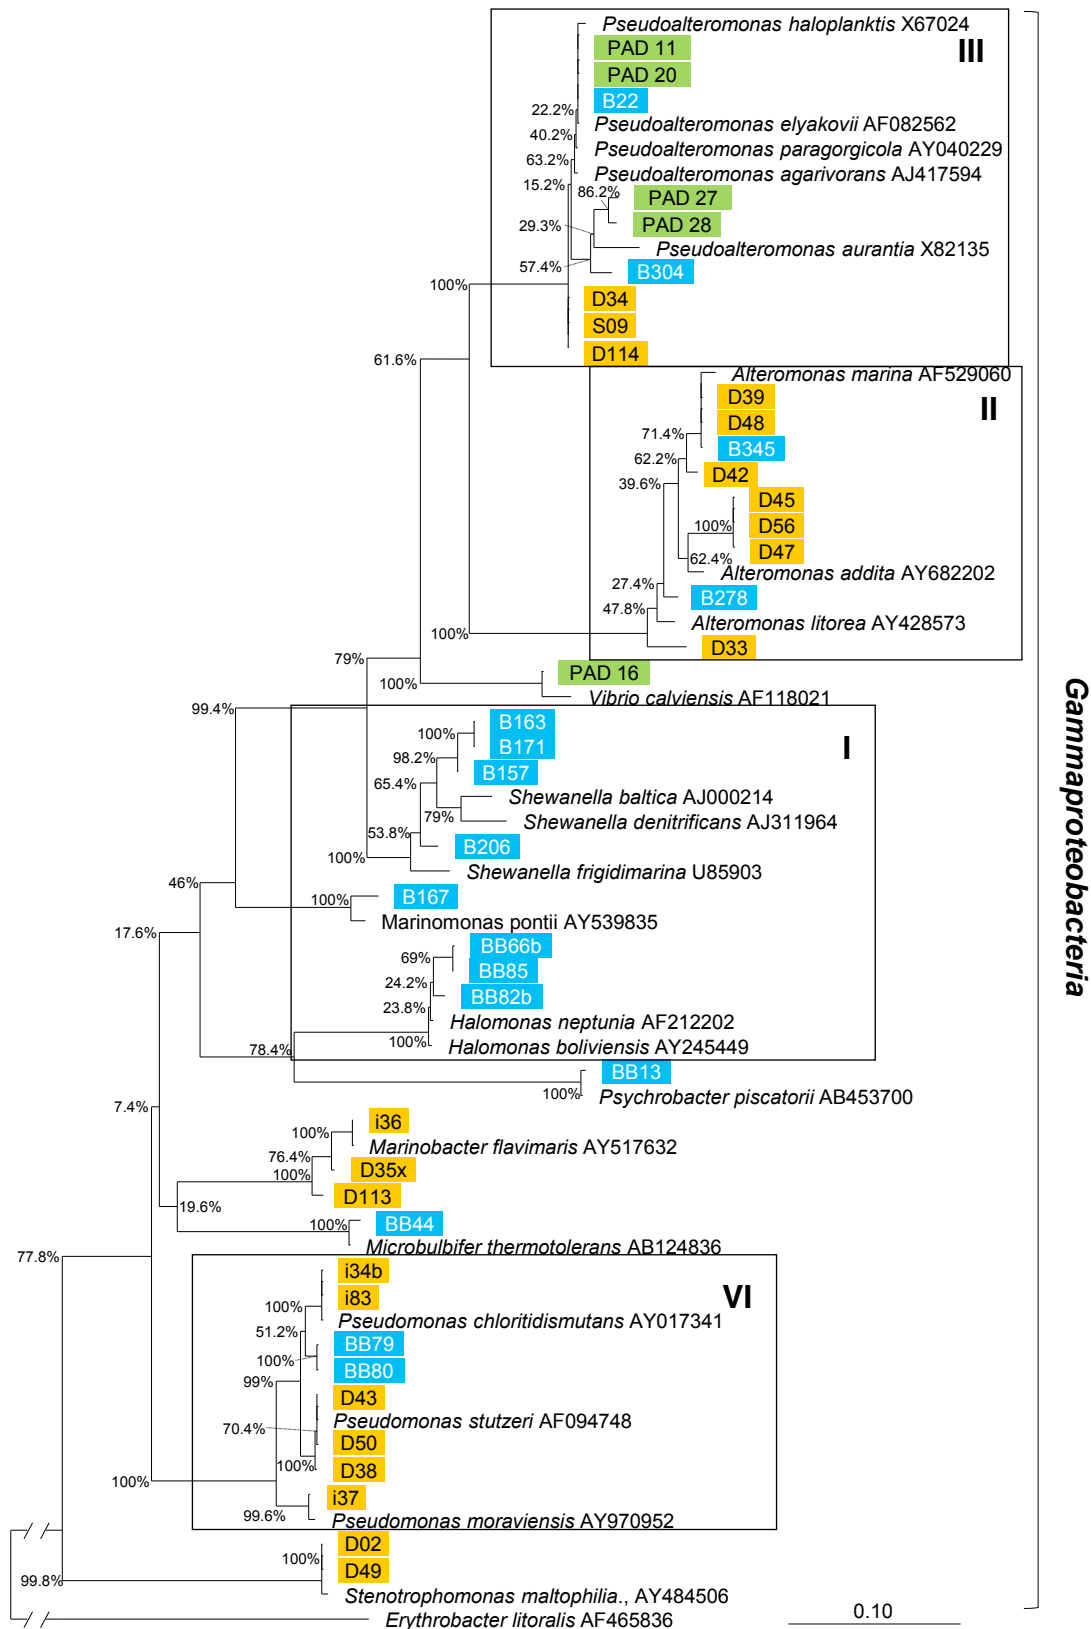 Pseudoalteromonas haloplanktis X67024
III
PAD 11
PAD 20
B22
22.2%
Pseudoalteromonas elyakovii AF082562
40.2%
Pseudoalteromonas paragorgicola AY040229
63.2%
Pseudoalteromonas agarivorans AJ417594
15.2%
86.2%
PAD 27
PAD 28
29.3%
Pseudoalteromonas aurantia X82135
57.4%
B304
100%
D34
S09
D114
61.6%
Alteromonas marina AF529060
II
D39
D48
71.4%
B345
62.2%
D42
39.6%
D45
100%
D56
D47
62.4%
Alteromonas addita AY682202
27.4%
B278
47.8%
Alteromonas litorea AY428573
100%
D33
79%
PAD 16
100%
Vibrio calviensis AF118021
99.4%
I
B163
100%
B171
98.2%
B157
65.4%
Shewanella baltica AJ000214
79%
Shewanella denitrificans AJ311964
53.8%
B206
100%
Shewanella frigidimarina U85903
46%
B167
100%
Marinomonas pontii AY539835
17.6%
BB66b
69%
BB85
24.2%
BB82b
23.8%
Halomonas neptunia AF212202
100%
Halomonas boliviensis AY245449
78.4%
BB13
100%
Psychrobacter piscatorii AB453700
7.4%
i36
100%
Marinobacter flavimaris AY517632
76.4%
D35x
100%
D113
19.6%
BB44
100%
Microbulbifer thermotolerans AB124836
77.8%
VI
i34b
i83
100%
Pseudomonas chloritidismutans AY017341
51.2%
BB79
100%
BB80
99%
D43
Pseudomonas stutzeri AF094748
70.4%
D50
100%
D38
100%
i37
99.6%
Pseudomonas moraviensis AY970952
D02
100%
D49
99.8%
Stenotrophomonas maltophilia., AY484506
Erythrobacter litoralis AF465836
0.10
Gammaproteobacteria